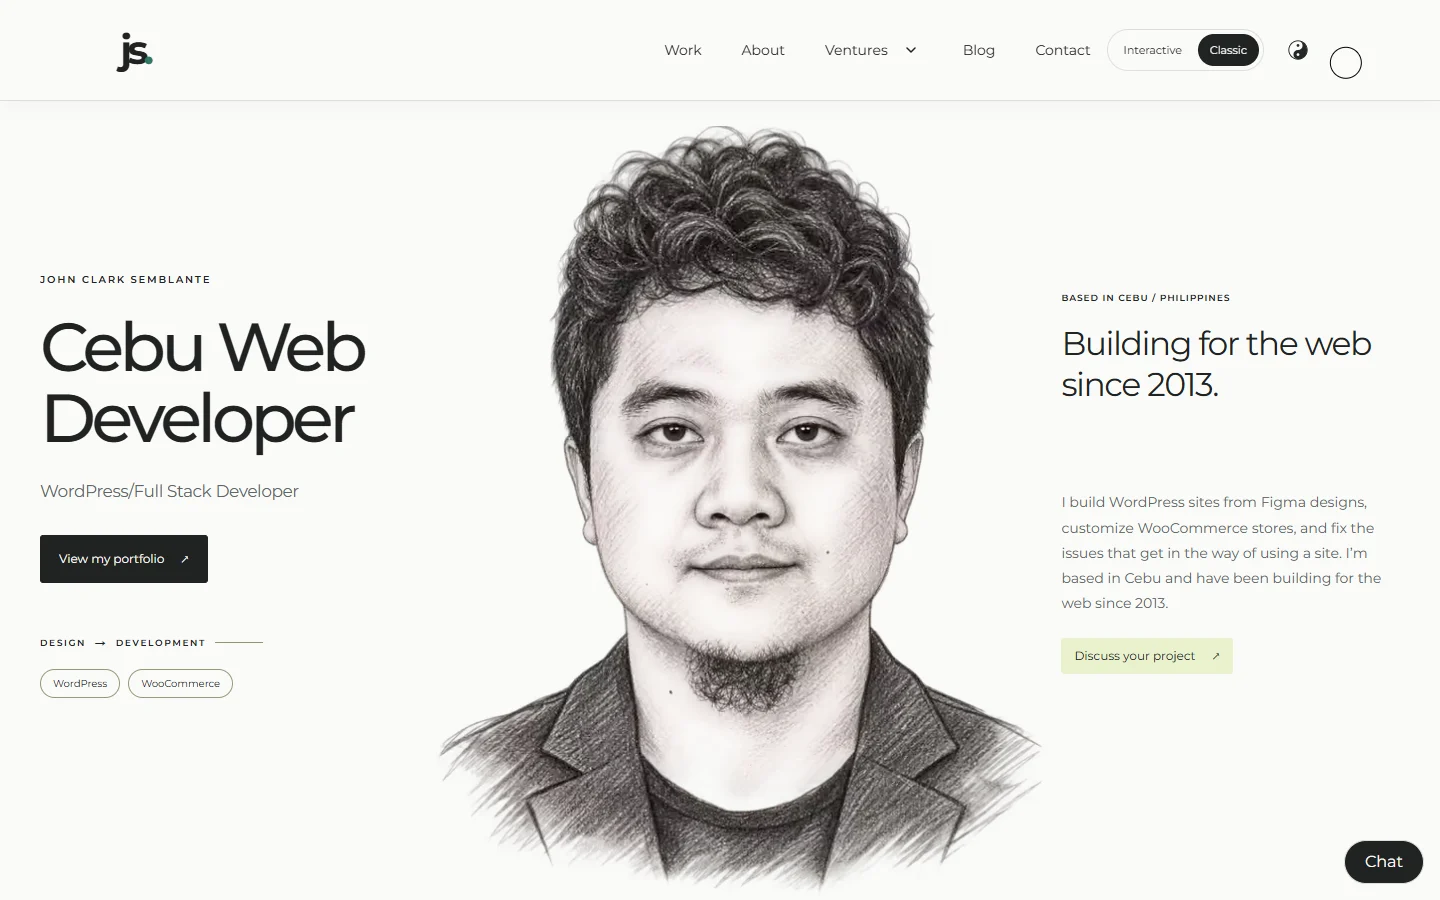 js.
Work
About
Ventures
Blog
Contact
Interactive
Classic
JOHN CLARK SEMBLANTE
Cebu Web
Developer
WordPress/Full Stack Developer
View my portfolio ↗
DESIGN → DEVELOPMENT
WordPress
WooCommerce
BASED IN CEBU / PHILIPPINES
Building for the web
since 2013.
I build WordPress sites from Figma designs,
customize WooCommerce stores, and fix the
issues that get in the way of using a site. I'm
based in Cebu and have been building for the
web since 2013.
Discuss your project ↗
Chat